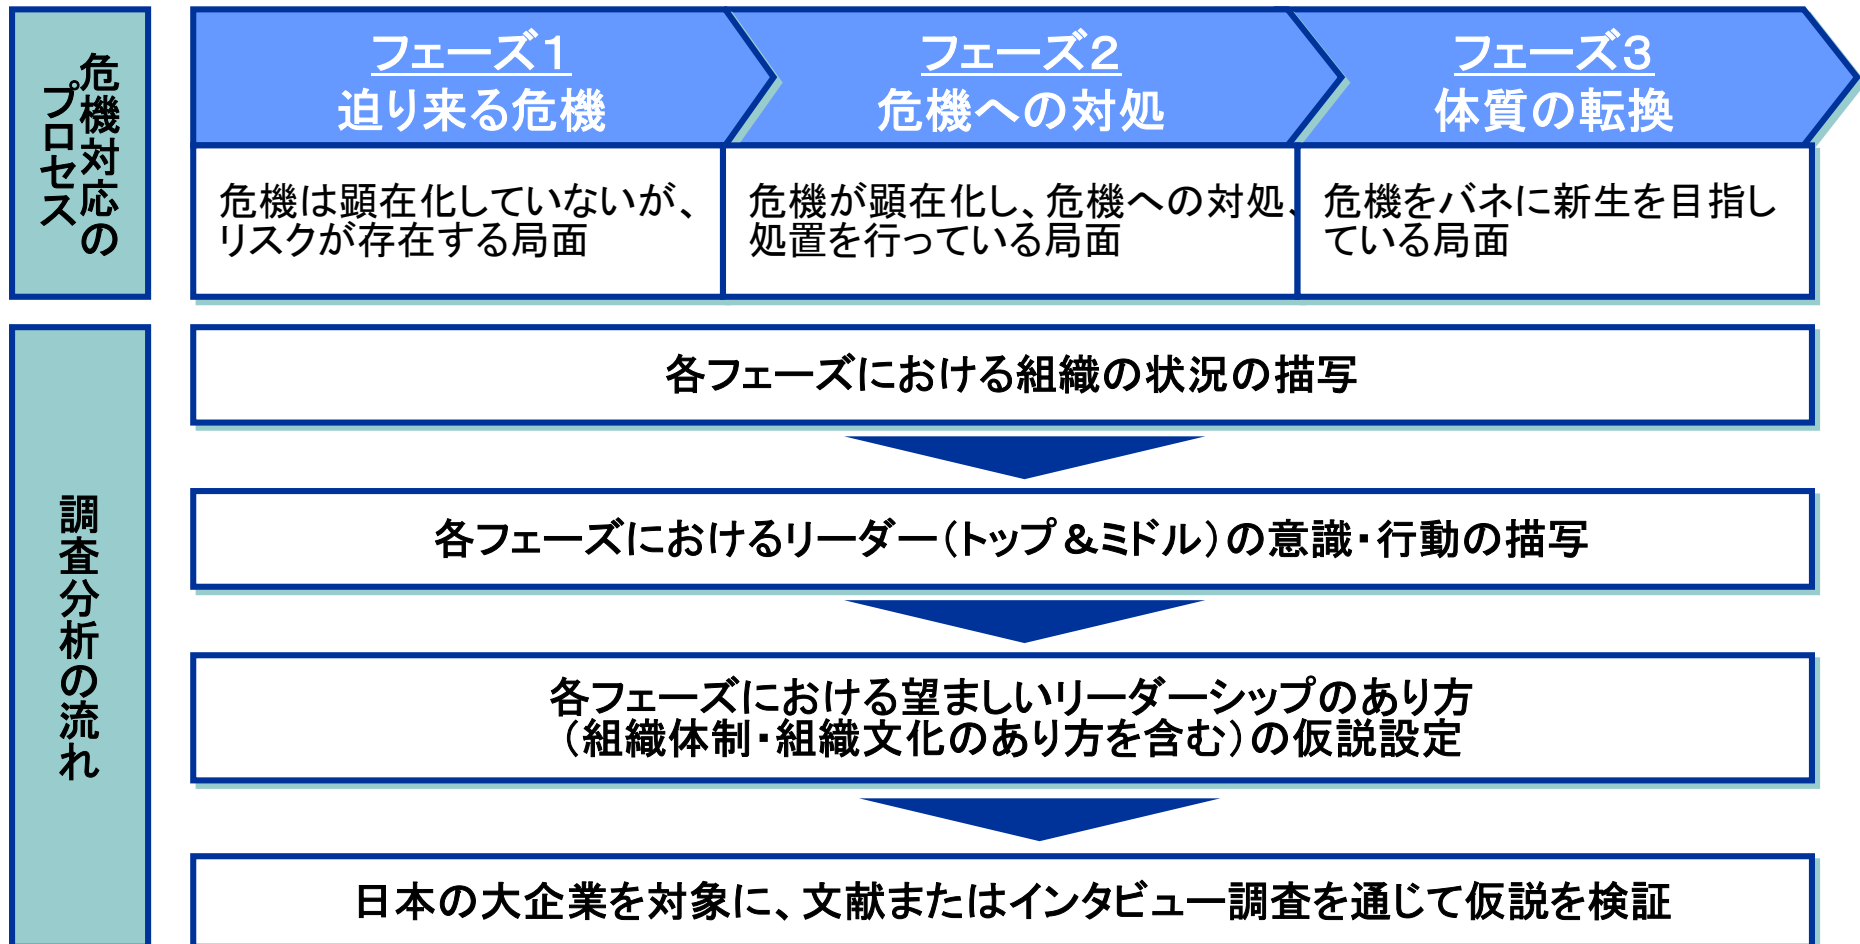 危機対応の
プロセス
フェーズ1
迫り来る危機
フェーズ2
危機への対処
フェーズ3
体質の転換
危機は顕在化していないが、
リスクが存在する局面
危機が顕在化し、危機への対処、
処置を行っている局面
危機をバネに新生を目指し
ている局面
調査分析の流れ
各フェーズにおける組織の状況の描写
各フェーズにおけるリーダー(トップ&ミドル)の意識・行動の描写
各フェーズにおける望ましいリーダーシップのあり方
(組織体制・組織文化のあり方を含む)の仮説設定
日本の大企業を対象に、文献またはインタビュー調査を通じて仮説を検証